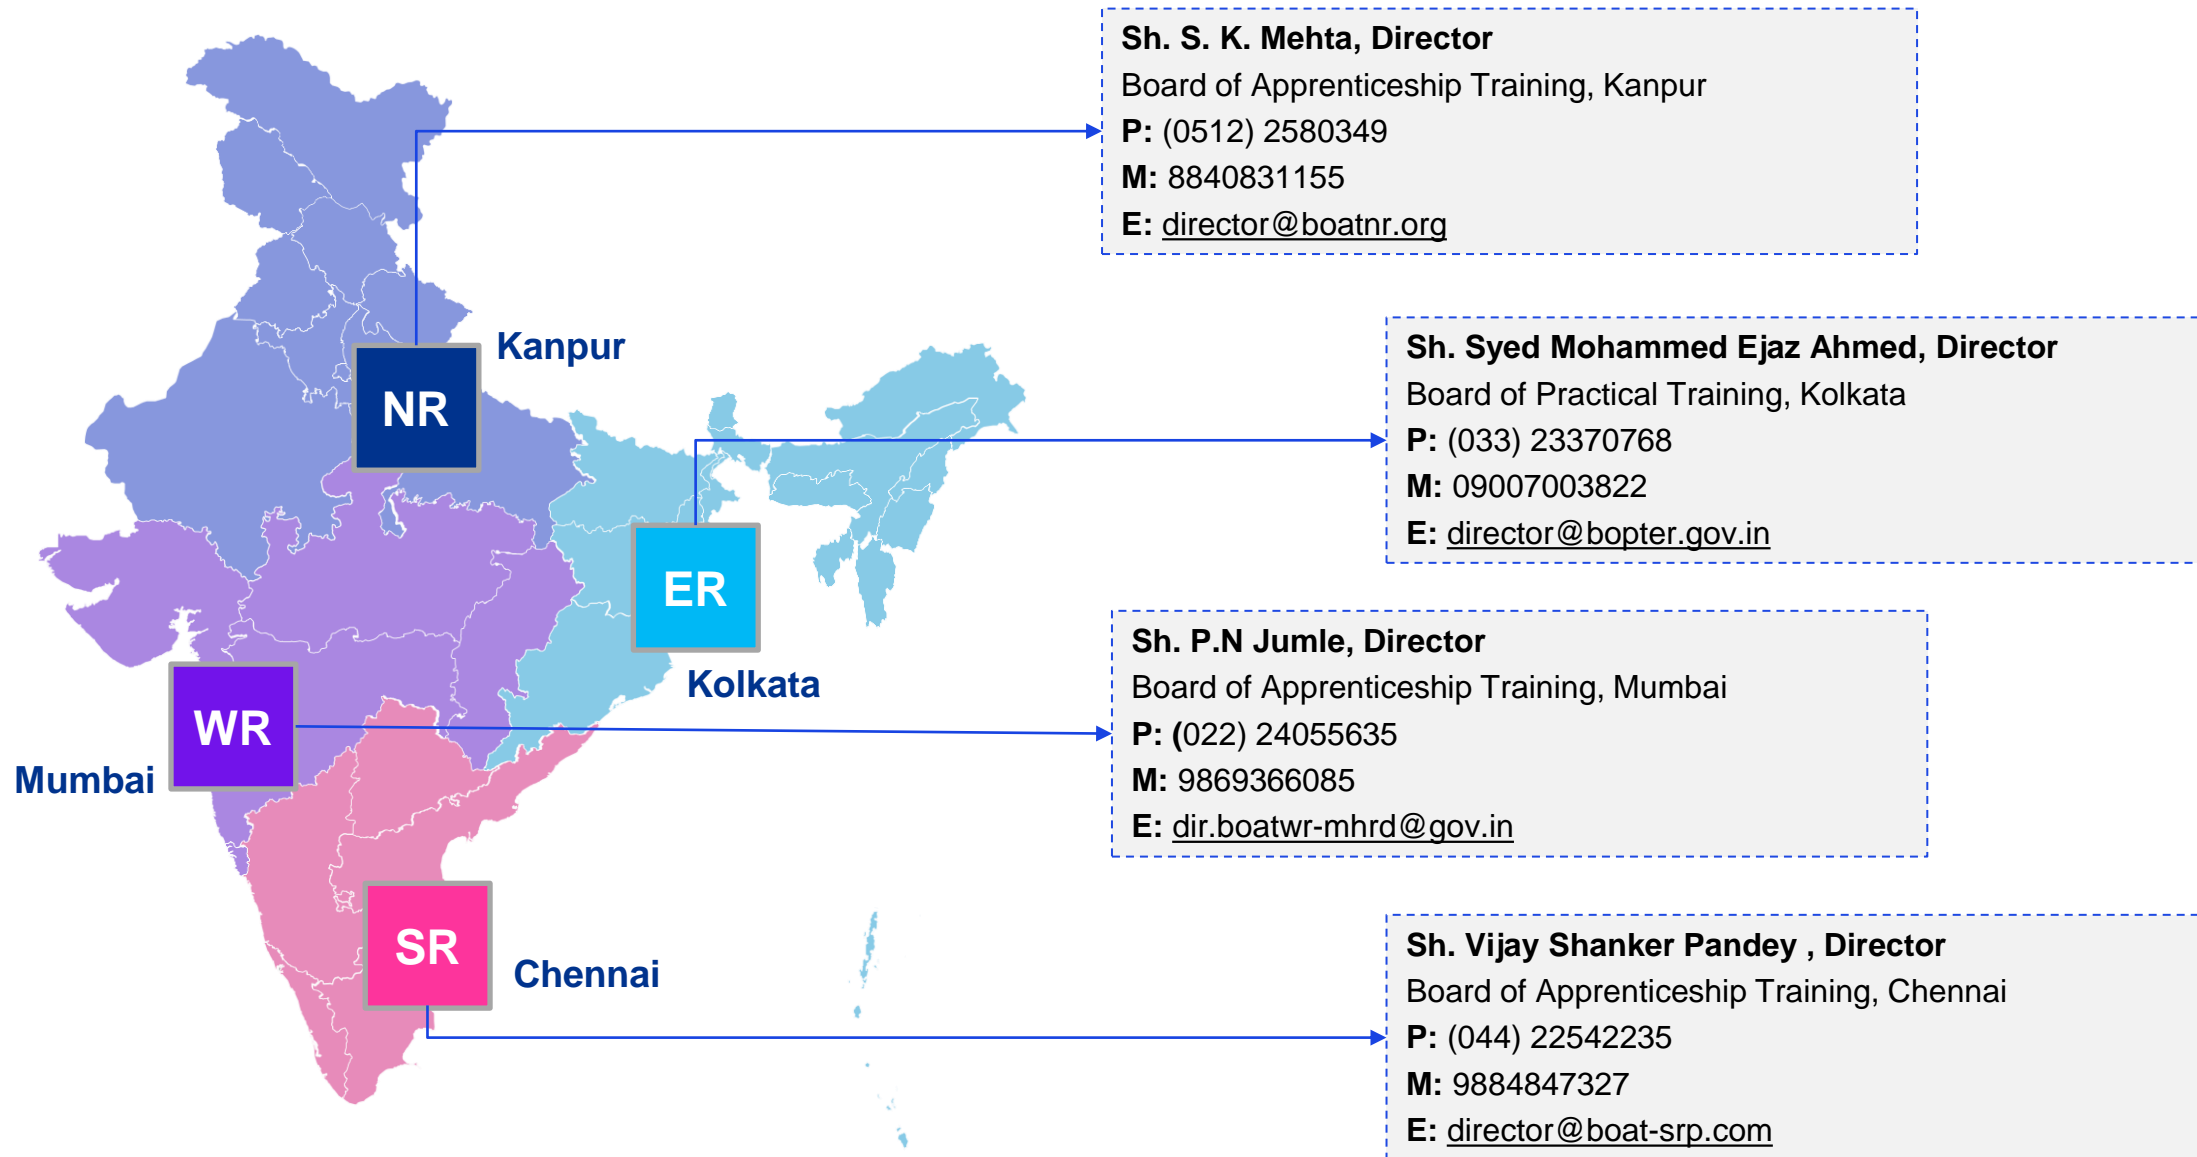 Sh. S. K. Mehta, Director
Board of Apprenticeship Training, Kanpur
P: (0512) 2580349
M: 8840831155
E: director@boatnr.org
Kanpur
NR
Sh. Syed Mohammed Ejaz Ahmed, Director
Board of Practical Training, Kolkata
P: (033) 23370768
M: 09007003822
E: director@bopter.gov.in
ER
Kolkata
Sh. P.N Jumle, Director
Board of Apprenticeship Training, Mumbai
P: (022) 24055635
M: 9869366085
E: dir.boatwr-mhrd@gov.in
WR
Mumbai
SR
Chennai
Sh. Vijay Shanker Pandey , Director
Board of Apprenticeship Training, Chennai
P: (044) 22542235
M: 9884847327
E: director@boat-srp.com